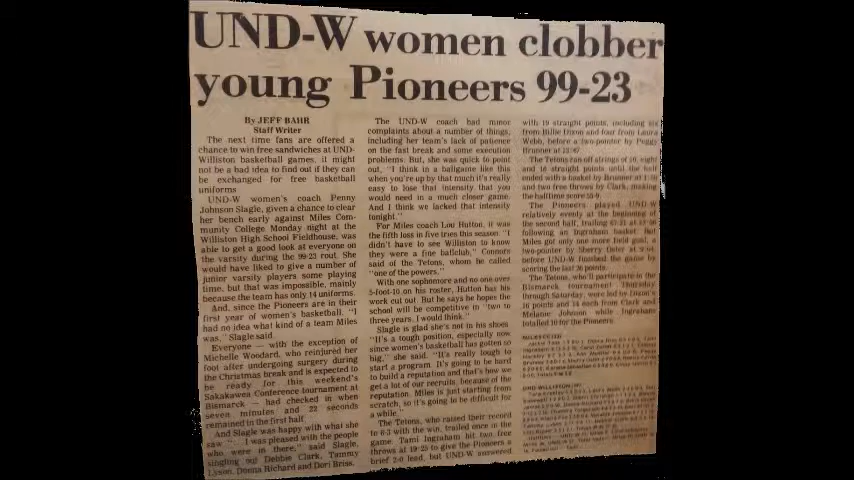 UND-W women clobber
young Pioneers 99-23
By JEFF BAHR
Staff Writer
The next time fans are offered a
chance to win free sandwiches at UND-
Williston basketball games, it might
not be a bad idea to find out if they can
be exchanged for free basketball
uniforms
UND-W women's coach Penny
Johnson Slagle, given a chance to clear
her bench early against Miles Com-
munity College Monday night at the
Williston High School Fieldhouse, was
able to get a good look at everyone on
the varsity during the 99-23 rout. She
would have liked to give a number of
junior varsity players some playing
time, but that was impossible, mainly
because the team has only 14 uniforms.
And, since the Pioneers are in their
first year of women's basketball, "I
had no idea what kind of a team Miles
was," Slagle said.
Everyone — with the exception of
Michelle Woodard, who reinjured her
foot after undergoing surgery during
the Christmas break and is expected to
be ready for this weekend's
Sakakawea Conference tournament at
Bismarck — had checked in when
seven minutes and 22 seconds
remained in the first half.
And Slagle was happy with what she
saw. "I was pleased with the people
who were in there," said Slagle,
singling out Debbie Clark, Tammy
Lyson, Donna Richard and Dori Briss.
The UND-W coach had minor
complaints about a number of things,
including her team's lack of patience
on the fast break and some execution
problems. But, she was quick to point
out, "I think in a ballgame like this
when you're up by that much it's really
easy to lose that intensity that you
would need in a much closer game.
And I think we lacked that intensity
tonight."
For Miles coach Lou Hutton, it was
the fifth loss in five tries this season. "I
didn't have to see Williston to know
they were a fine ballclub," Connors
said of the Tetons, whom he called
"one of the powers."
With one sophomore and no one over
5-foot-10 on his roster, Hutton has his
work cut out. But he says he hopes the
school will be competitive in "two to
three years, I would think."
Slagle is glad she's not in his shoes.
"It's a tough position, especially now
since women's basketball has gotten so
big," she said. "It's really tough to
start a program. It's going to be hard
to build a reputation and that's how we
get a lot of our recruits, because of the
reputation. Miles is just starting from
scratch, so it's going to be difficult for
a while."
The Tetons, who raised their record
to 6-3 with the win, trailed once in the
game. Tami Ingraham hit two free
throws at 19:25 to give the Pioneers a
brief 2-0 lead, but UND-W answered
with 19 straight points, including six
from Billie Dixon and four from Laura
Webb, before a two-pointer by Peggy
Brunner at
The Tetons ran off strings of 10, eight
and 14 straight points until the half
ended with a basket by Brunner at
and two free throws by Clark, making
the halftime score
The Pioneers played UND-W
relatively evenly at the beginning of
the second half, trailing
following an Ingraham basket. But
Miles got only one more field goal, a
two-pointer by Sherry
before UND-W finished the game by
scoring the last 26 points.
The Tetons, who'll participate in the
Bismarck tournament Thursday
through Saturday, were led by Dixon's
16 points and 14 each from Clark and
Melanie Johnson while Ingraham
totalled 10 for the Pioneers.